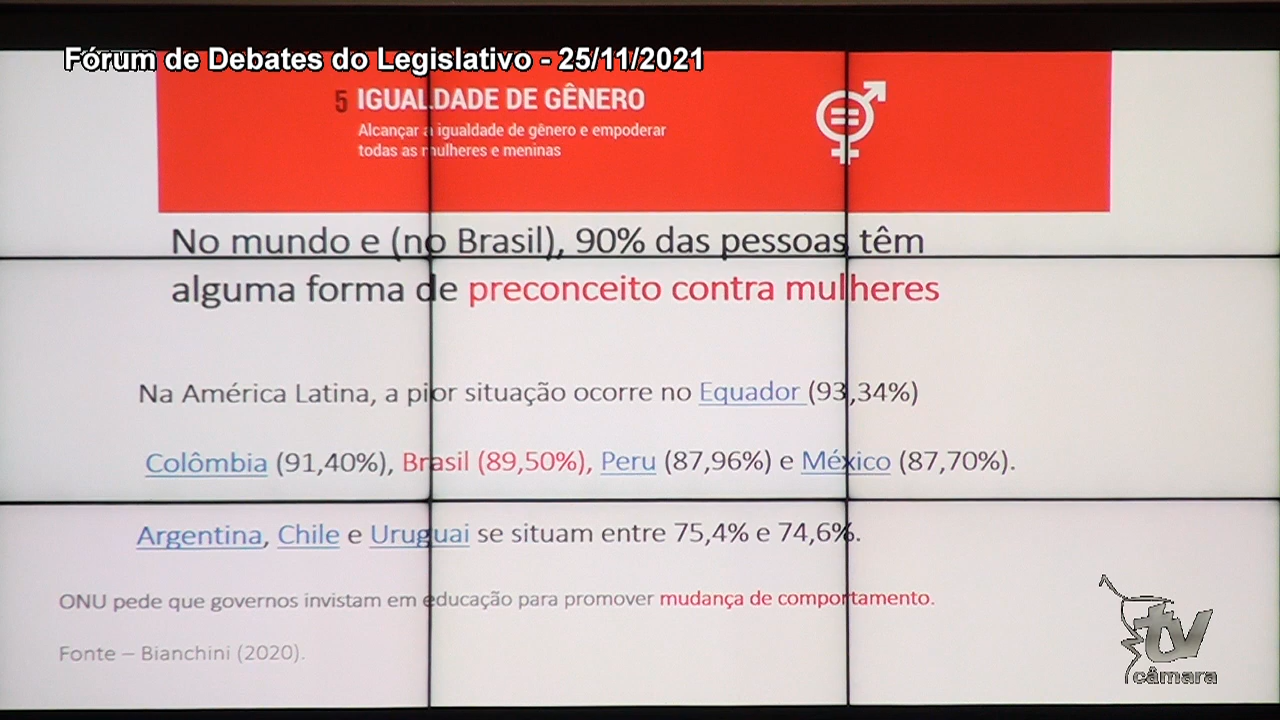 Fórum de Debates do Legislativo - 25/11/2021
5 IGUALDADE DE GÊNERO
Alcançar a igualdade de gênero e empoderar
todas as mulheres e meninas
No mundo e (no Brasil), 90% das pessoas têm
alguma forma de preconceito contra mulheres
Na América Latina, a pior situação ocorre no Equador (93,34%)
Colômbia (91,40%), Brasil (89,50%), Peru (87,96%) e México (87,70%).
Argentina, Chile e Uruguai se situam entre 75,4% e 74,6%.
ONU pede que governos invistam em educação para promover mudança de comportamento.
Fonte – Bianchini (2020).
tv
câmara